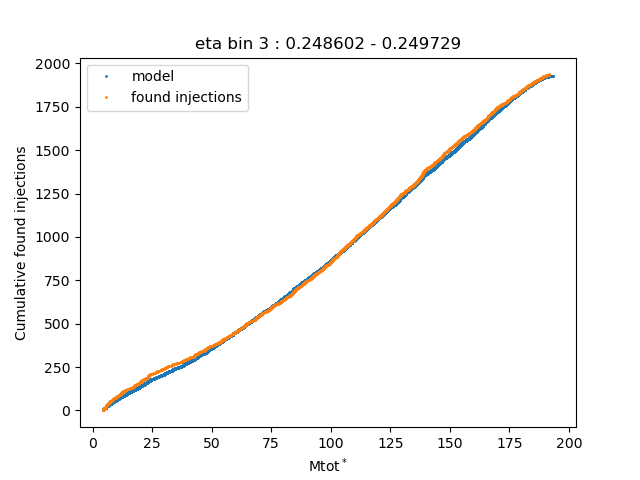 eta bin 3 : 0.248602 - 0.249729
model
found injections
Cumulative found injections
2000
1750
1500
1250
1000
750
500
250
0
0 25 50 75 100 125 150 175 200
Mtot*